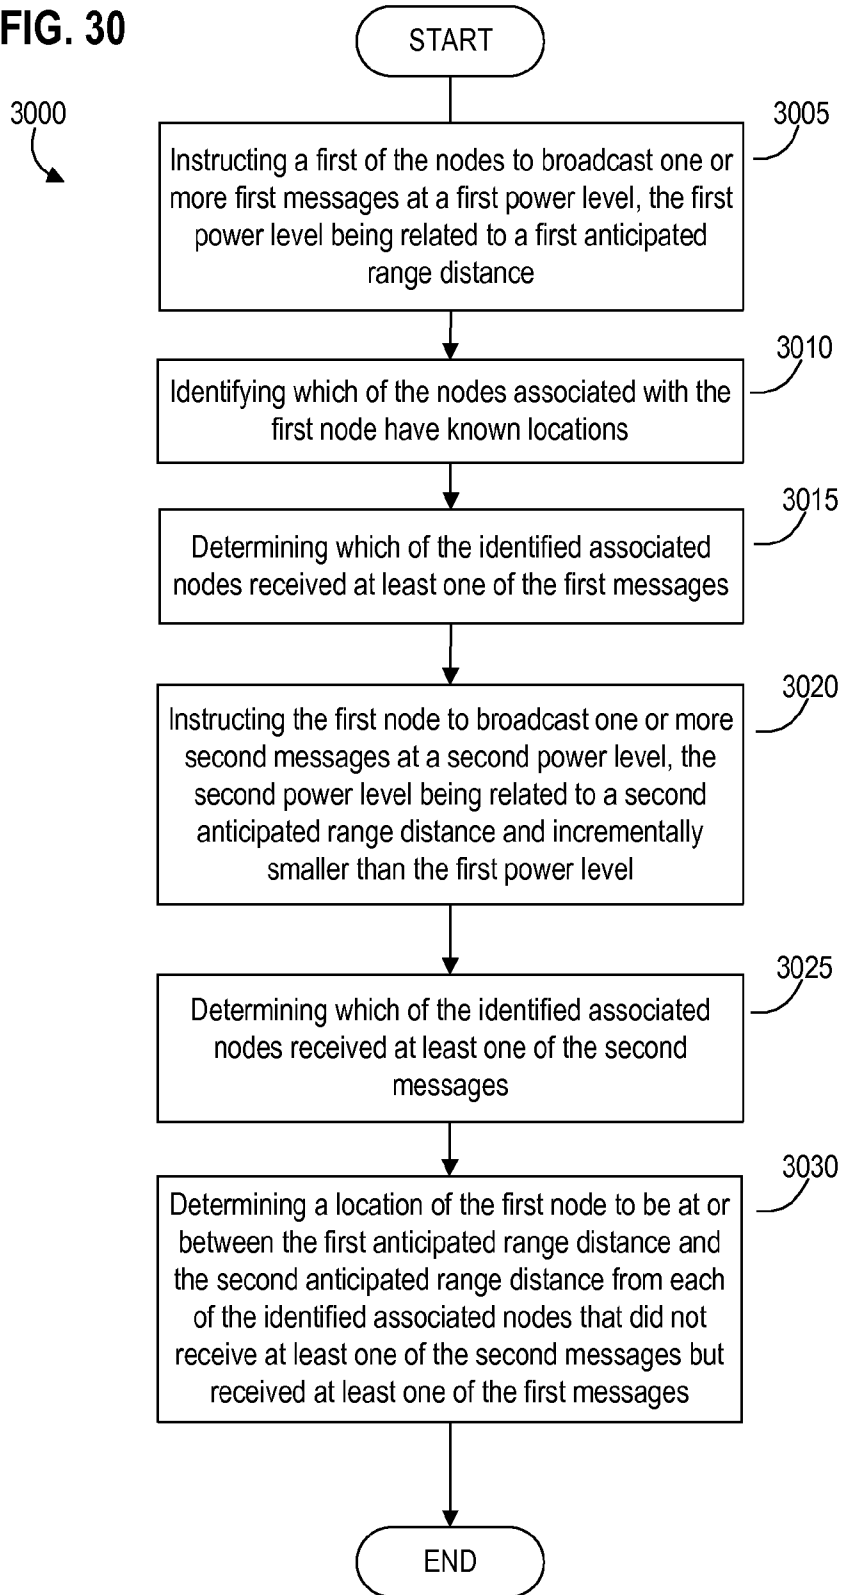 FIG. 30
START
3000
3005
Instructing a first of the nodes to broadcast one or
more first messages at a first power level, the first
power level being related to a first anticipated
range distance
3010
Identifying which of the nodes associated with the
first node have known locations
3015
Determining which of the identified associated
nodes received at least one of the first messages
3020
Instructing the first node to broadcast one or more
second messages at a second power level, the
second power level being related to a second
anticipated range distance and incrementally
smaller than the first power level
3025
Determining which of the identified associated
nodes received at least one of the second
messages
3030
Determining a location of the first node to be at or
between the first anticipated range distance and
the second anticipated range distance from each
of the identified associated nodes that did not
receive at least one of the second messages but
received at least one of the first messages
END